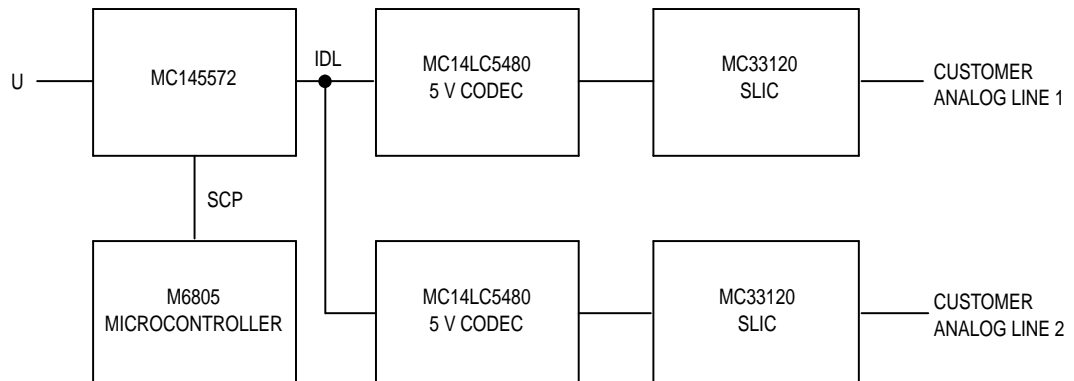 U
MC145572
IDL
MC14LC5480
5 V CODEC
MC33120
SLIC
CUSTOMER
ANALOG LINE 1
SCP
M6805
MICROCONTROLLER
MC14LC5480
5 V CODEC
MC33120
SLIC
CUSTOMER
ANALOG LINE 2